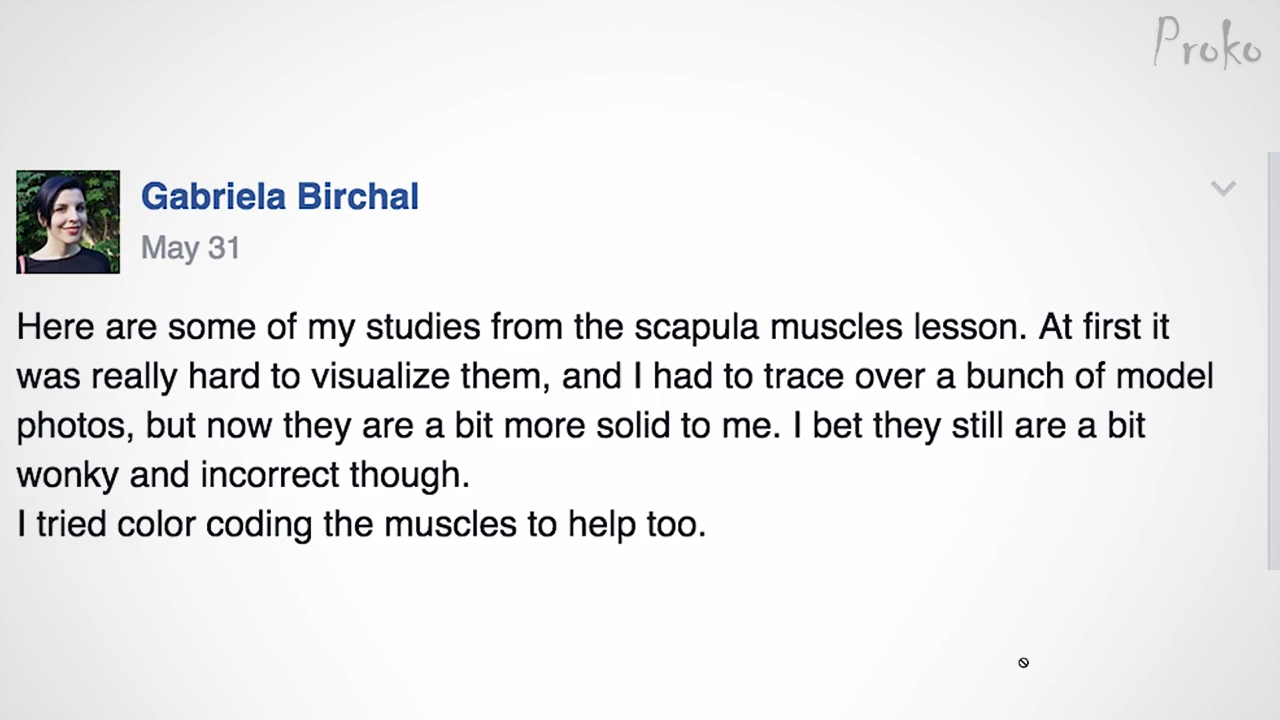 Proko
Gabriela Birchal
May 31
Here are some of my studies from the scapula muscles lesson. At first it
was really hard to visualize them, and I had to trace over a bunch of model
photos, but now they are a bit more solid to me. I bet they still are a bit
wonky and incorrect though.
I tried color coding the muscles to help too.